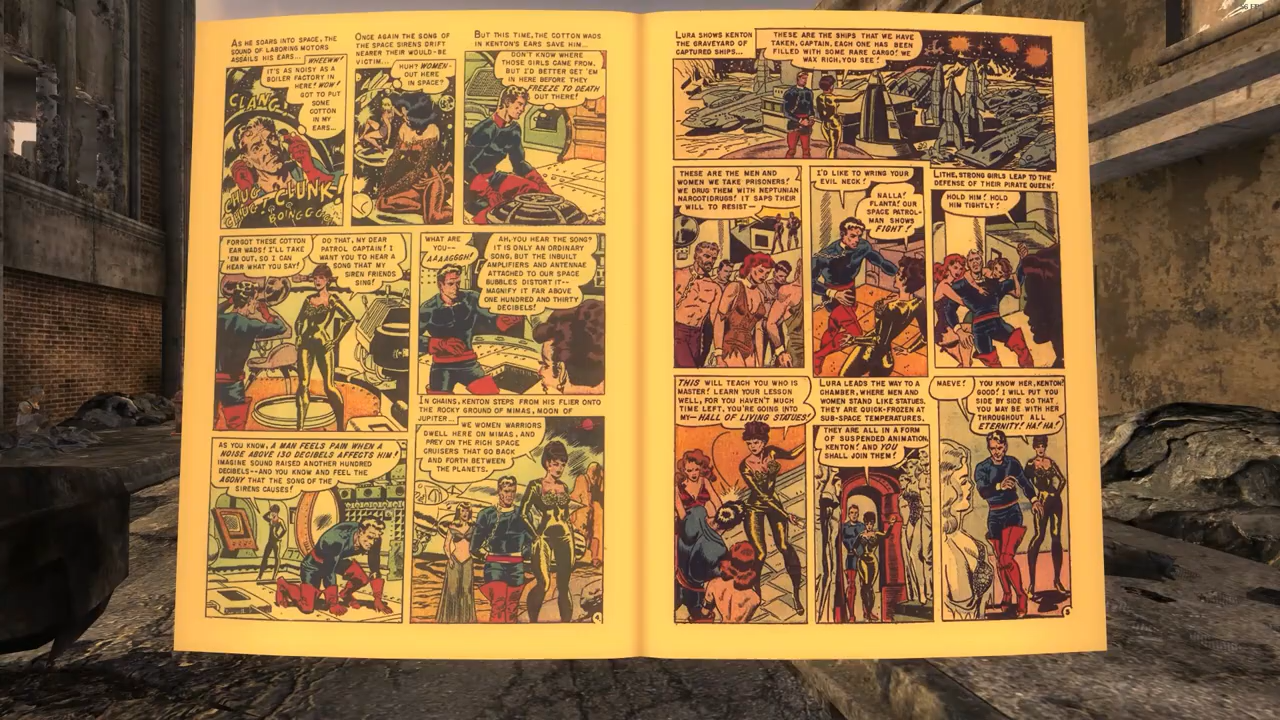 AS HE SOARS INTO SPACE, THE
SOUND OF LABORING MOTORS
ASSAILS HIS EARS...
WHEEWW!
IT'S AS NOISY AS A
BOILER FACTORY IN
HERE! WOW!
GOT TO PUT
SOME
COTTON
IN MY
EARS...
CLANG!
CHUG
CHUG!
CLUNK!
BOING
ONCE AGAIN THE SONG OF
THE SPACE SIRENS DRIFT
NEARER THEIR WOULD-BE
VICTIM...
HUH? WOMEN-
OUT HERE
IN SPACE?
BUT THIS TIME, THE COTTON WADS
IN KENTON'S EARS SAVE HIM...
DON'T KNOW WHERE
THOSE GIRLS CAME FROM,
BUT I'D BETTER GET 'EM
IN HERE BEFORE THEY
FREEZE TO DEATH
OUT THERE!
FORGOT THESE COTTON
EAR WADS! I'LL TAKE
'EM OUT, SO I CAN
HEAR WHAT YOU SAY!
DO THAT, MY DEAR
PATROL CAPTAIN! I
WANT YOU TO HEAR A
SONG THAT MY
SIREN FRIENDS
SING!
WHAT ARE
YOU--
AAAAGGGH!
AH, YOU HEAR THE SONG?
IT IS ONLY AN ORDINARY
SONG, BUT THE INBUILT
AMPLIFIERS AND ANTENNAE
ATTACHED TO OUR SPACE
BUBBLES DISTORT IT--
MAGNIFY IT FAR ABOVE
ONE HUNDRED AND THIRTY
DECIBELS!
AS YOU KNOW, A MAN FEELS PAIN WHEN A
NOISE ABOVE 130 DECIBELS AFFECTS HIM!
IMAGINE SOUND RAISED ANOTHER HUNDRED
DECIBELS--AND YOU KNOW AND FEEL THE
AGONY THAT THE SONG OF THE
SIRENS CAUSES!
IN CHAINS, KENTON STEPS FROM HIS FLIER ONTO
THE ROCKY GROUND OF MIMAS, MOON OF
JUPITER...
WE WOMEN WARRIORS
DWELL HERE ON MIMAS, AND
PREY ON THE RICH SPACE
CRUISERS THAT GO BACK
AND FORTH BETWEEN
THE PLANETS.
4
LURA SHOWS KENTON
THE GRAVEYARD OF
CAPTURED SHIPS...
THESE ARE THE SHIPS THAT WE HAVE
TAKEN, CAPTAIN, EACH ONE HAS BEEN
FILLED WITH SOME RARE CARGO! WE
WAX RICH, YOU SEE!
THESE ARE THE MEN AND
WOMEN WE TAKE PRISONERS!
WE DRUG THEM WITH NEPTUNIAN
NARCOTIDRUGS! IT SAPS THEIR
WILL TO RESIST--
I'D LIKE TO WRING YOUR
EVIL NECK!
NALLA!
FLANTA! OUR
SPACE PATROL-
MAN SHOWS
FIGHT!
LITHE, STRONG GIRLS LEAP TO THE
DEFENSE OF THEIR PIRATE QUEEN!
HOLD HIM! HOLD
HIM TIGHTLY!
THIS WILL TEACH YOU WHO IS
MASTER! LEARN YOUR LESSON
WELL, FOR YOU HAVEN'T MUCH
TIME LEFT, YOU'RE GOING INTO
MY--HALL OF LIVING STATUES!
LURA LEADS THE WAY TO A
CHAMBER, WHERE MEN AND
WOMEN STAND LIKE STATUES.
THEY ARE QUICK-FROZEN AT
SUB-SPACE TEMPERATURES.
THEY ARE ALL IN A FORM
OF SUSPENDED ANIMATION,
KENTON! AND YOU
SHALL JOIN THEM!
MAEVE!
YOU KNOW HER, KENTON?
GOOD! I WILL PUT YOU
SIDE BY SIDE SO THAT
YOU MAY BE WITH HER
THROUGHOUT ALL
ETERNITY! HA! HA!
5